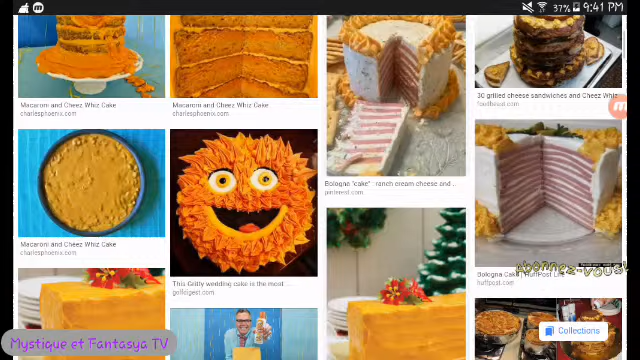 37% 9:41 PM
Macaroni and Cheez Whiz Cake
charlesphoenix.com
Macaroni and Cheez Whiz Cake
charlesphoenix.com
Bologna "cake": ranch cream cheese and ...
pinterest.com
30 grilled cheese sandwiches and Cheez Whiz
foodbeast.com
Macaroni and Cheez Whiz Cake
charlesphoenix.com
This Gritty wedding cake is the most ...
golfdigest.com
Bologna Cake | HuffPost Life
huffpost.com
abonnez-vous!
Collections
Mystique et Fantasya TV